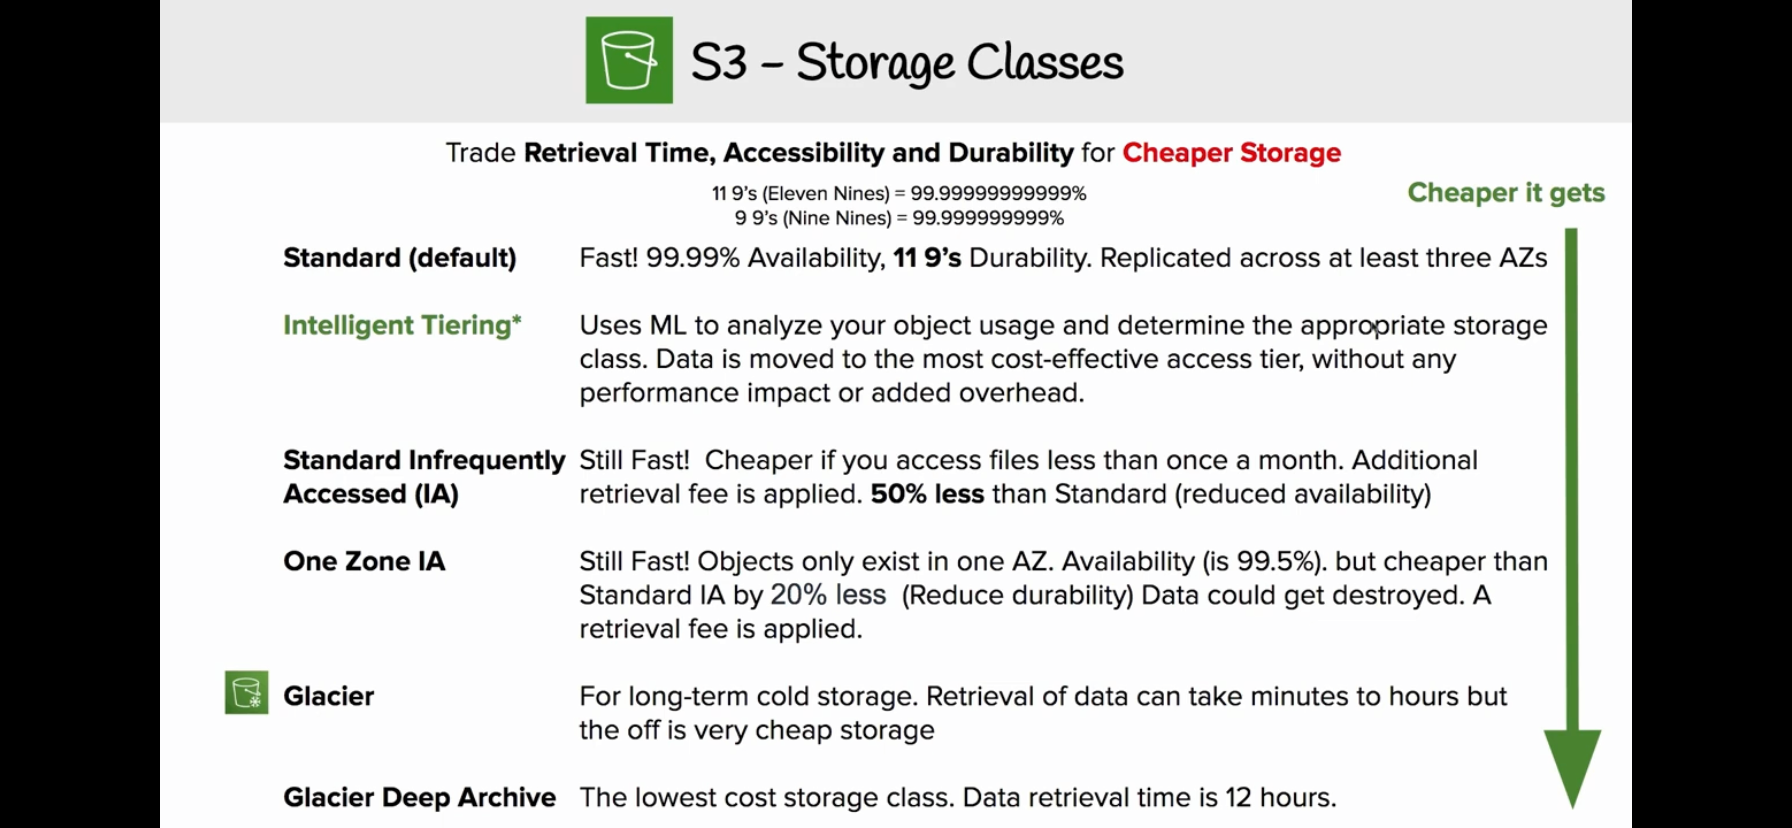 S3 – Storage Classes
Trade Retrieval Time, Accessibility and Durability for Cheaper Storage
11 9's (Eleven Nines) = 99.99999999999%
9 9's (Nine Nines) = 99.999999999%
Cheaper it gets
Standard (default)
Fast! 99.99% Availability, 11 9's Durability. Replicated across at least three AZs
Intelligent Tiering*
Uses ML to analyze your object usage and determine the appropriate storage
class. Data is moved to the most cost-effective access tier, without any
performance impact or added overhead.
Standard Infrequently
Accessed (IA)
Still Fast! Cheaper if you access files less than once a month. Additional
retrieval fee is applied. 50% less than Standard (reduced availability)
One Zone IA
Still Fast! Objects only exist in one AZ. Availability (is 99.5%). but cheaper than
Standard IA by 20% less (Reduce durability) Data could get destroyed. A
retrieval fee is applied.
Glacier
For long-term cold storage. Retrieval of data can take minutes to hours but
the off is very cheap storage
Glacier Deep Archive
The lowest cost storage class. Data retrieval time is 12 hours.